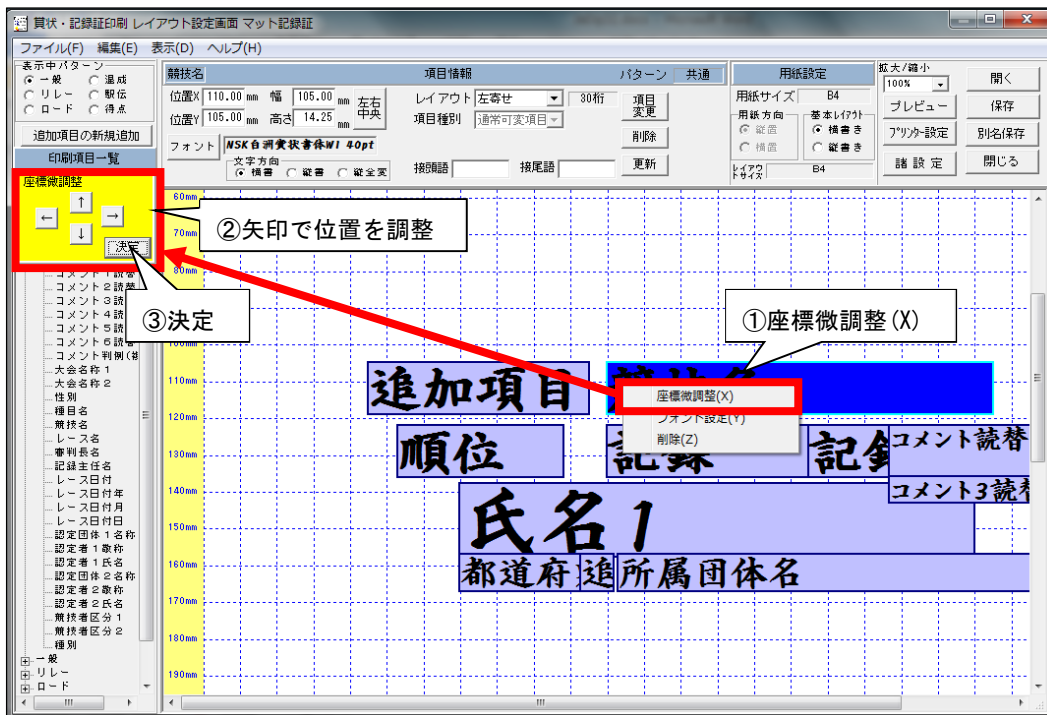 賞状・記録証印刷 レイアウト設定画面 マット記録証
ファイル(F) 編集(E) 表示(D) ヘルプ(H)
表示中パターン
一般 混成
リレー 駅伝
ロード 得点
追加項目の新規追加
印刷項目一覧
競技名 項目情報 パターン 共通
位置X 110.00 mm 幅 105.00 mm 左右中央
位置Y 105.00 mm 高さ 14.25 mm
レイアウト 左寄せ 30桁 項目変更
項目種別 通常可変項目
削除
フォント NSK白洲賞状書体W1 40pt
文字方向
横書 縦書 縦全変
接頭語 接尾語 更新
用紙設定
用紙サイズ B4
用紙方向 基本レイアウト
縦置 横書き
横置 縦書き
レイアウトサイズ B4
拡大/縮小
100%
開く
プレビュー 保存
プリンター設定 別名保存
諸設定 閉じる
座標微調整
↑
← →
↓
決定
②矢印で位置を調整
③決定
①座標微調整(X)
コメント2読替
コメント3読
コメント4読
コメント5読
コメント6読替
コメント判例(
大会名称1
大会名称2
性別
種目名
競技名
レース名
審判長名
記録主任名
レース日付
レース日付年
レース日付月
レース日付日
認定団体1名称
認定者1敬称
認定者1氏名
認定団体2名称
認定者2敬称
認定者2氏名
競技者区分1
競技者区分2
種別
一般
リレー
ロード
60mm
70mm
80mm
100mm
110mm
120mm
130mm
140mm
150mm
160mm
170mm
180mm
190mm
追加項目
座標微調整(X)
フォント設定(Y)
削除(Z)
順位 記録 記録 コメント読替
コメント3読替
氏名1
都道府 追 所属団体名